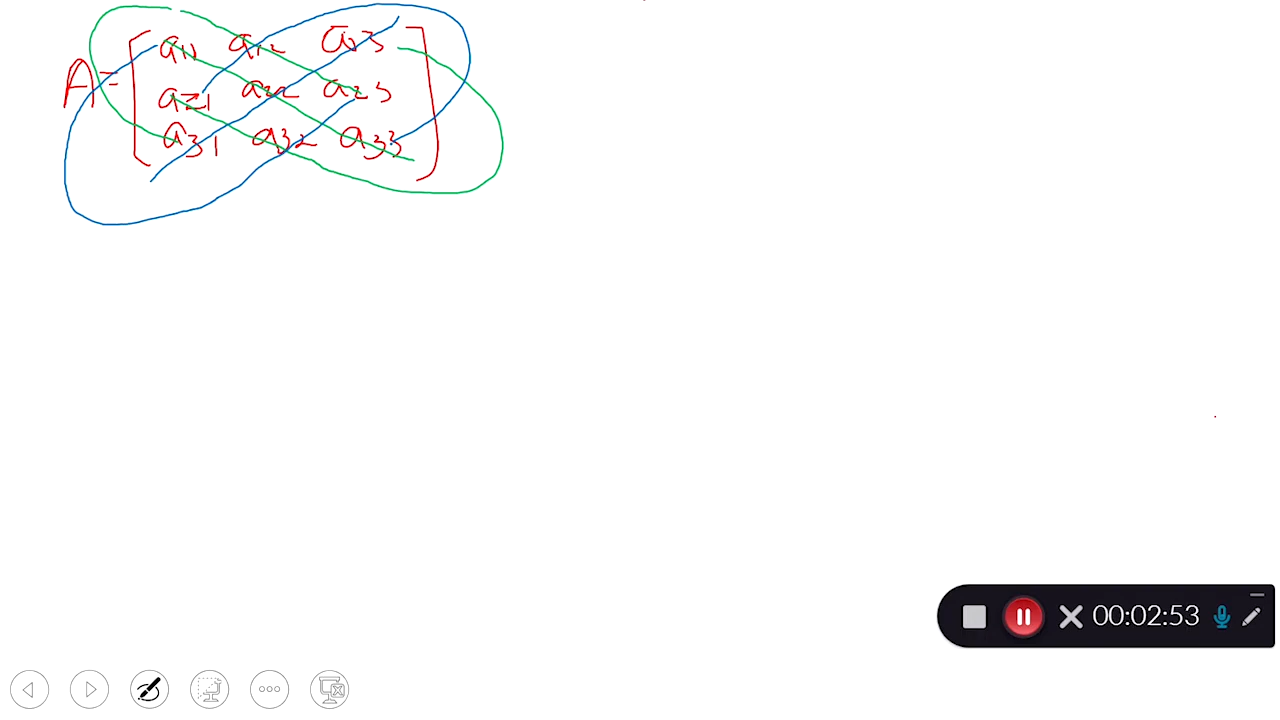 A = [ a11 a12 a13
a21 a22 a23
a31 a32 a33 ]
00:02:53